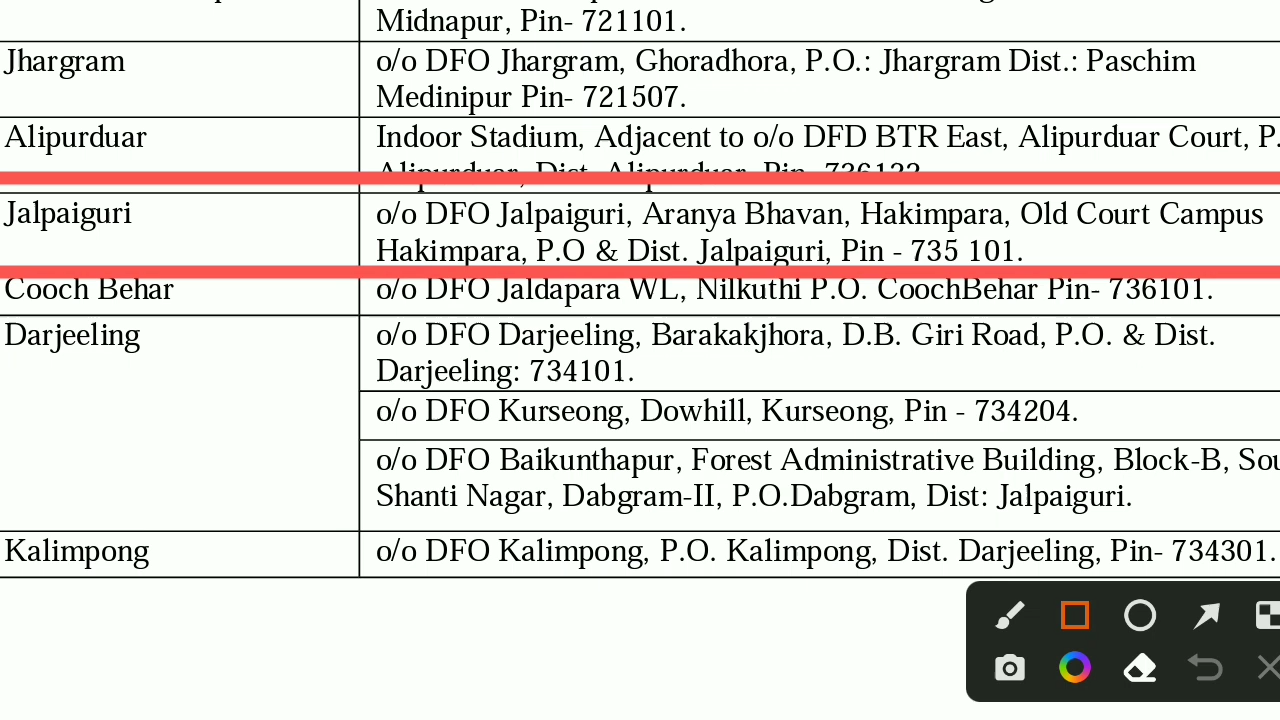 Midnapur, Pin- 721101.
Jhargram
o/o DFO Jhargram, Ghoradhora, P.O.: Jhargram Dist.: Paschim
Medinipur Pin- 721507.
Alipurduar
Indoor Stadium, Adjacent to o/o DFD BTR East, Alipurduar Court, P.
Alipurduar, Dist. Alipurduar, Pin-
Jalpaiguri
o/o DFO Jalpaiguri, Aranya Bhavan, Hakimpara, Old Court Campus
Hakimpara, P.O & Dist. Jalpaiguri, Pin - 735 101.
Cooch Behar
o/o DFO Jaldapara WL, Nilkuthi P.O. CoochBehar Pin- 736101.
Darjeeling
o/o DFO Darjeeling, Barakakjhora, D.B. Giri Road, P.O. & Dist.
Darjeeling: 734101.
o/o DFO Kurseong, Dowhill, Kurseong, Pin - 734204.
o/o DFO Baikunthapur, Forest Administrative Building, Block-B,
Shanti Nagar, Dabgram-II, P.O.Dabgram, Dist: Jalpaiguri.
Kalimpong
o/o DFO Kalimpong, P.O. Kalimpong, Dist. Darjeeling, Pin- 734301.